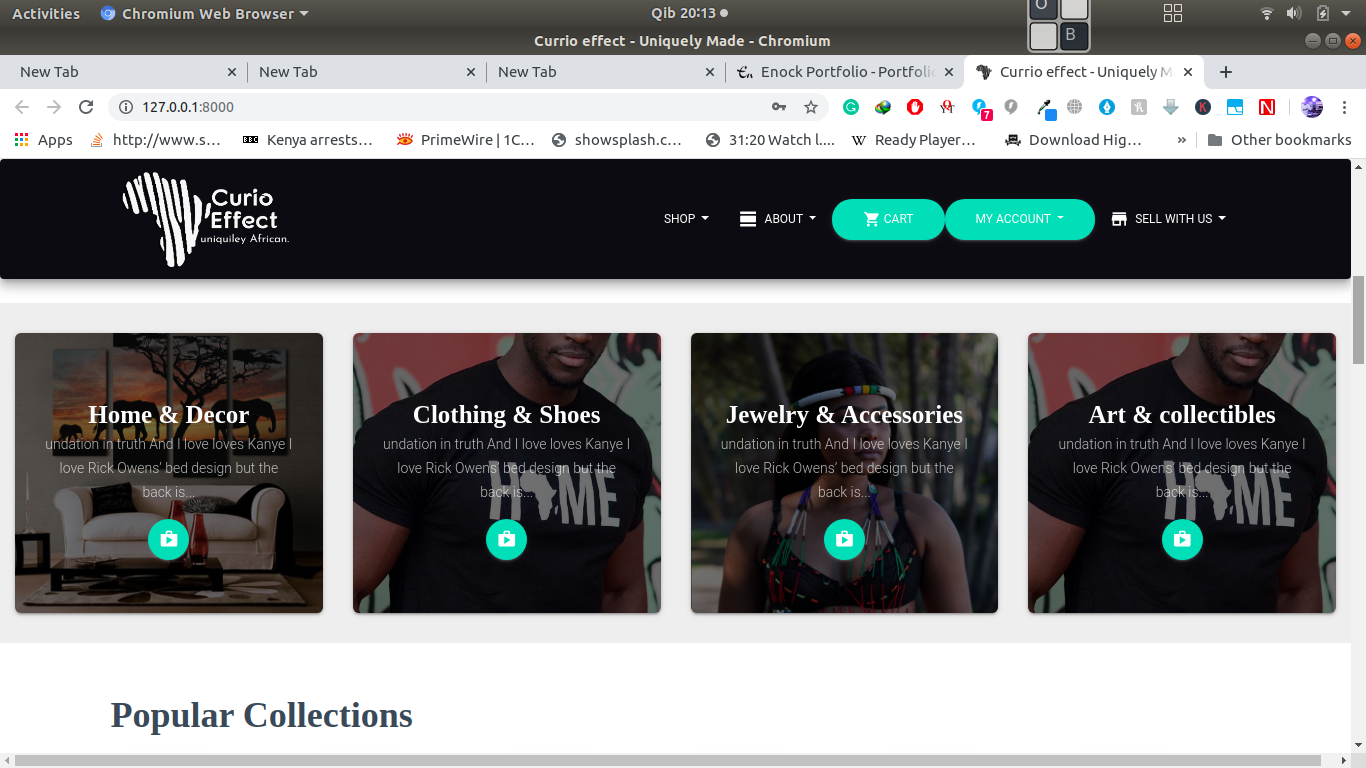 Activities
Chromium Web Browser
Qib 20:13
O
B
Currio effect - Uniquely Made - Chromium
New Tab
New Tab
New Tab
Enock Portfolio - Portfolio
Currio effect - Uniquely M
127.0.0.1:8000
7
K
N
Apps
http://www.s...
Kenya arrests...
PrimeWire | 1C...
showsplash.c...
31:20 Watch l....
W
Ready Player...
Download Hig...
»
Other bookmarks
Curio
Effect
uniquiley African.
SHOP
ABOUT
CART
MY ACCOUNT
SELL WITH US
Home & Decor
undation in truth And I love loves Kanye I
love Rick Owens’ bed design but the
back is...
Clothing & Shoes
undation in truth And I love loves Kanye I
love Rick Owens’ bed design but the
back is...
HOME
Jewelry & Accessories
undation in truth And I love loves Kanye I
love Rick Owens’ bed design but the
back is...
Art & collectibles
undation in truth And I love loves Kanye I
love Rick Owens’ bed design but the
back is...
HOME
Popular Collections